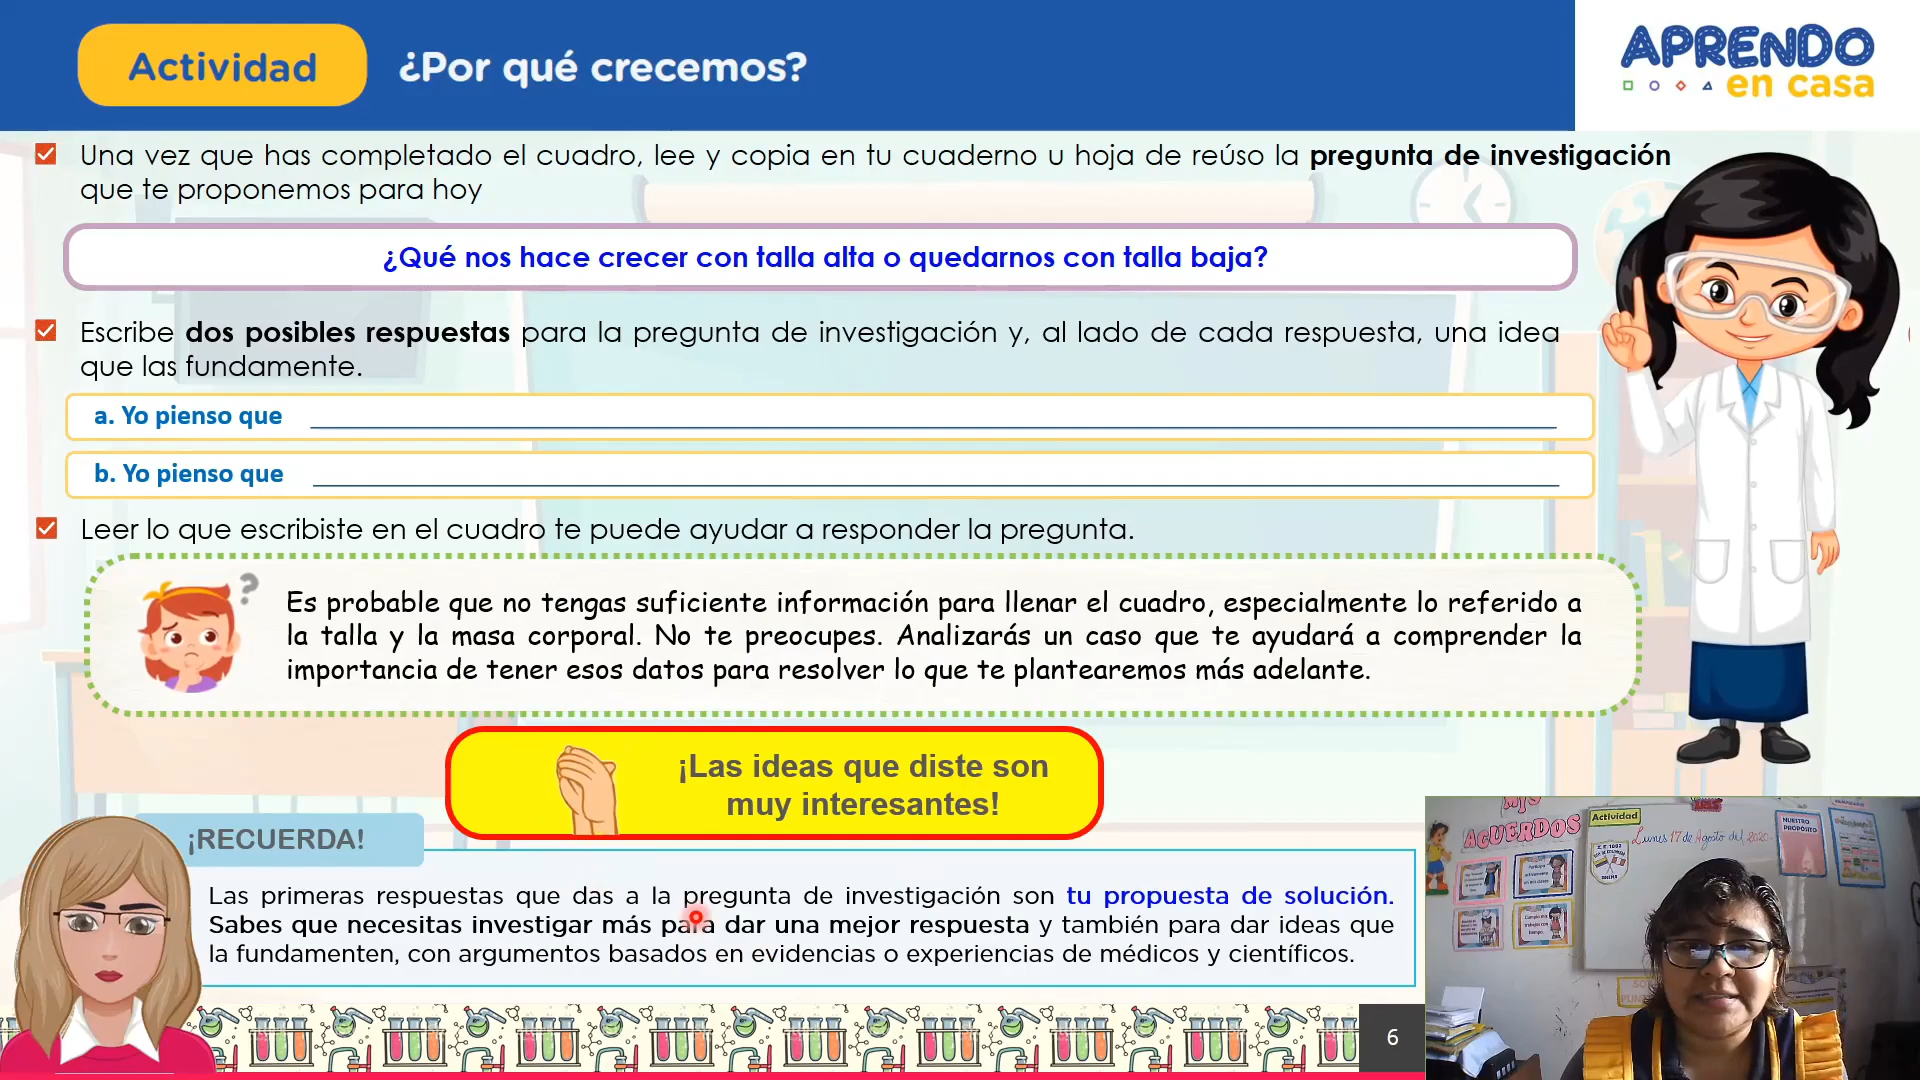 Actividad
¿Por qué crecemos?
APRENDO
en casa
Una vez que has completado el cuadro, lee y copia en tu cuaderno u hoja de reúso la pregunta de investigación
que te proponemos para hoy
¿Qué nos hace crecer con talla alta o quedarnos con talla baja?
Escribe dos posibles respuestas para la pregunta de investigación y, al lado de cada respuesta, una idea
que las fundamente.
a. Yo pienso que
b. Yo pienso que
Leer lo que escribiste en el cuadro te puede ayudar a responder la pregunta.
?
Es probable que no tengas suficiente información para llenar el cuadro, especialmente lo referido a
la talla y la masa corporal. No te preocupes. Analizarás un caso que te ayudará a comprender la
importancia de tener esos datos para resolver lo que te plantearemos más adelante.
¡Las ideas que diste son
muy interesantes!
¡RECUERDA!
Las primeras respuestas que das a la pregunta de investigación son tu propuesta de solución.
Sabes que necesitas investigar más para dar una mejor respuesta y también para dar ideas que
la fundamenten, con argumentos basados en evidencias o experiencias de médicos y científicos.
6
MIS
ACUERDOS
Actividad
Lunes 17 de Agosto del 2020
NUESTRO
PROPÓSITO